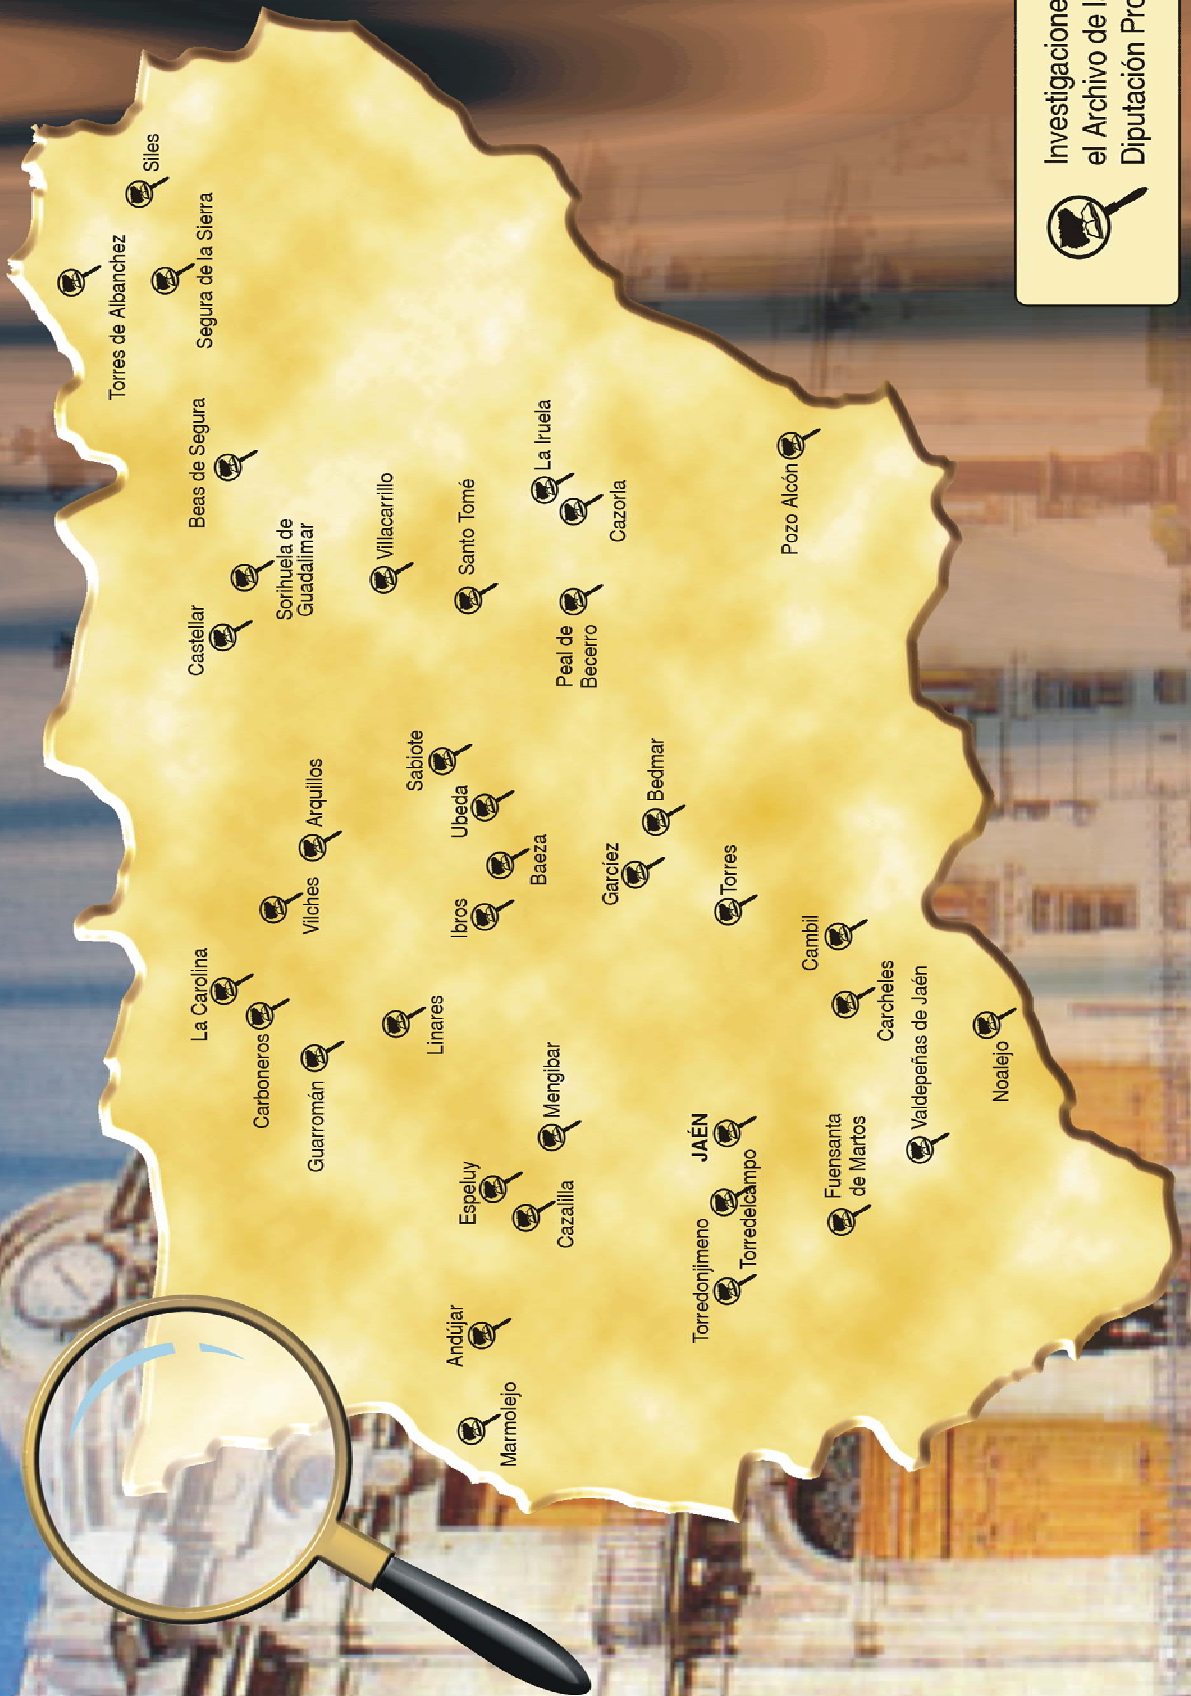 Siles
Torres de Albanchez
Segura de la Sierra
Beas de Segura
Sorihuela de
Guadalimar
Castellar
Villacarrillo
Santo Tomé
La Iruela
Cazorla
Peal de
Becerro
Pozo Alcón
Sabiote
Ubeda
Baeza
Ibros
Arquillos
Vilches
La Carolina
Carboneros
Guarromán
Linares
Garcíez
Bedmar
Torres
Cambil
Carcheles
Valdepeñas de Jaén
Noalejo
Mengibar
Espeluy
Cazalilla
JAÉN
Torredelcampo
Torredonjimeno
Fuensanta
de Martos
Andújar
Marmolejo
Investigacione
el Archivo de l
Diputación Pro